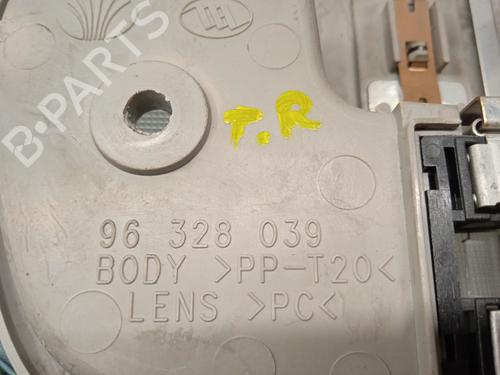 B-PARTS
T.R
96 328 039
BODY >PP-T20<
LENS >PC<